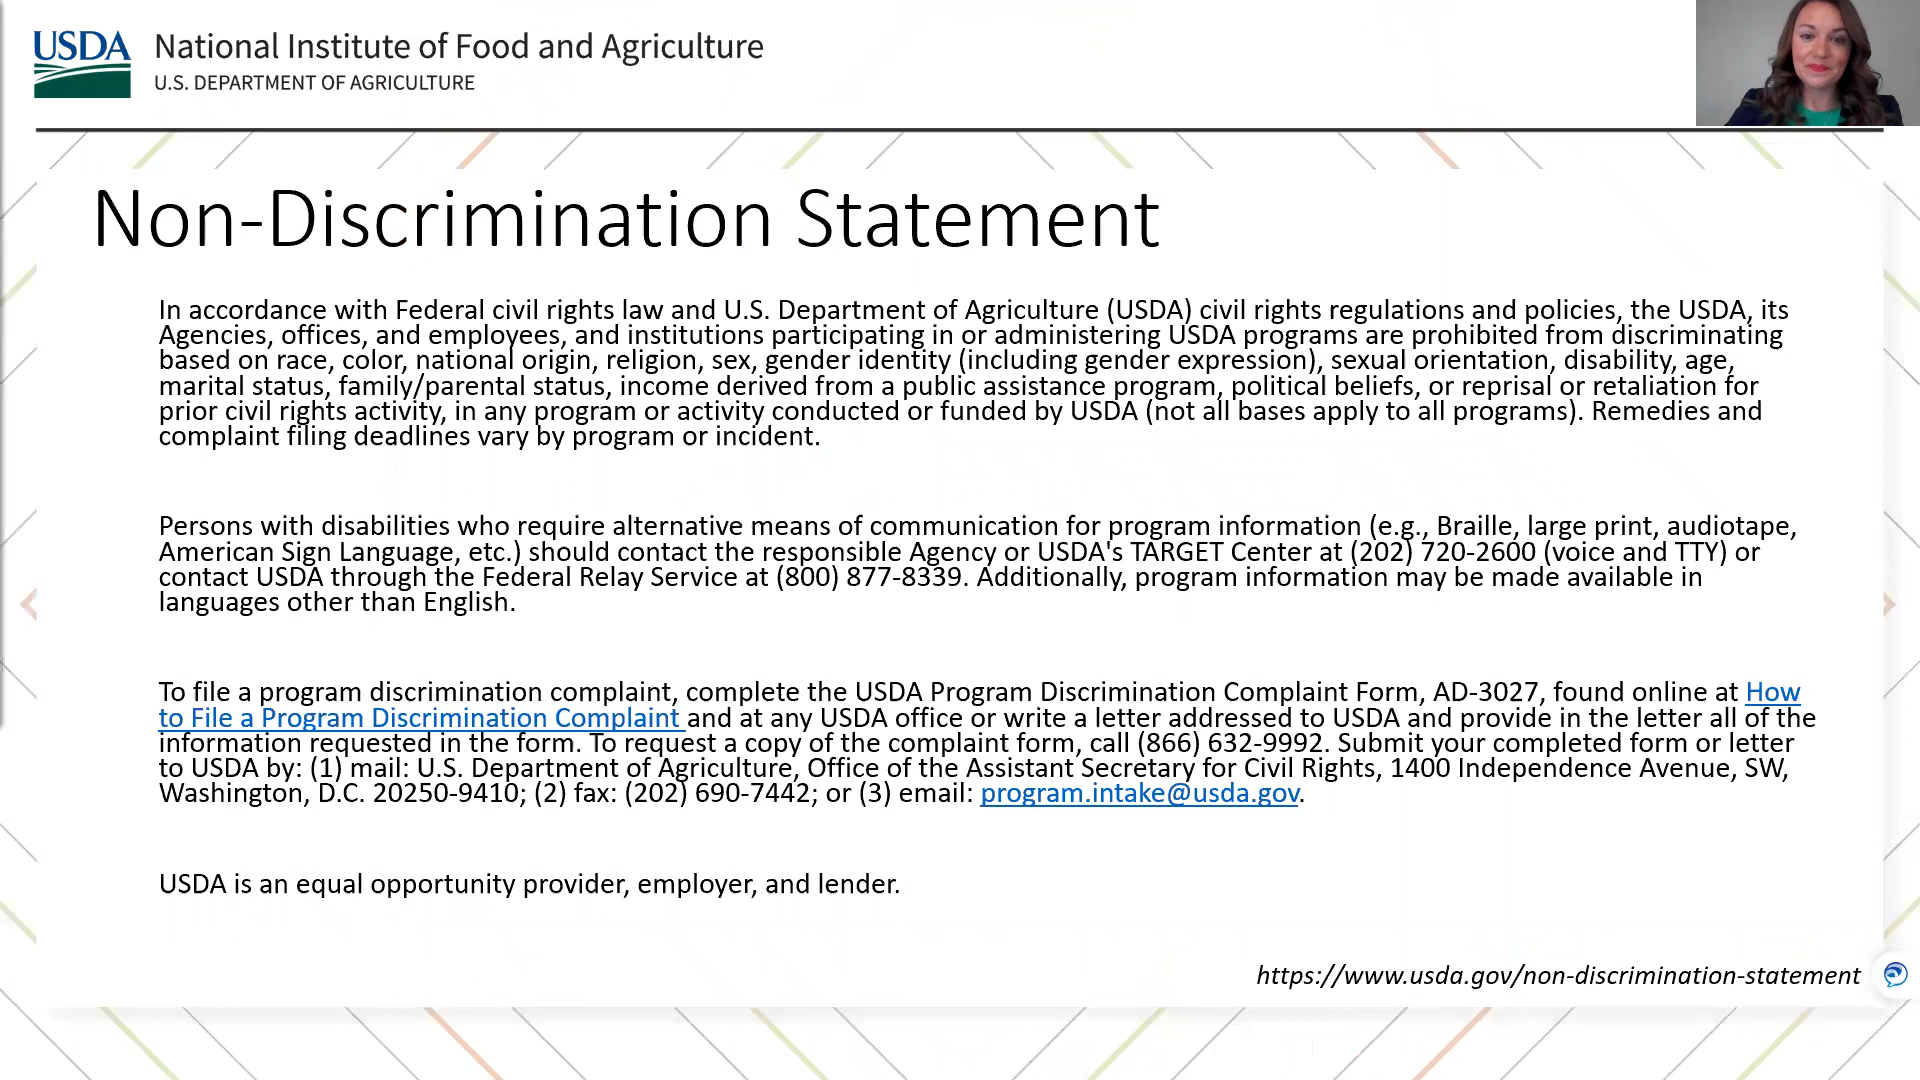 USDA
National Institute of Food and Agriculture
U.S. DEPARTMENT OF AGRICULTURE
Non-Discrimination Statement
In accordance with Federal civil rights law and U.S. Department of Agriculture (USDA) civil rights regulations and policies, the USDA, its
Agencies, offices, and employees, and institutions participating in or administering USDA programs are prohibited from discriminating
based on race, color, national origin, religion, sex, gender identity (including gender expression), sexual orientation, disability, age,
marital status, family/parental status, income derived from a public assistance program, political beliefs, or reprisal or retaliation for
prior civil rights activity, in any program or activity conducted or funded by USDA (not all bases apply to all programs). Remedies and
complaint filing deadlines vary by program or incident.
Persons with disabilities who require alternative means of communication for program information (e.g., Braille, large print, audiotape,
American Sign Language, etc.) should contact the responsible Agency or USDA's TARGET Center at (202) 720-2600 (voice and TTY) or
contact USDA through the Federal Relay Service at (800) 877-8339. Additionally, program information may be made available in
languages other than English.
To file a program discrimination complaint, complete the USDA Program Discrimination Complaint Form, AD-3027, found online at How
to File a Program Discrimination Complaint and at any USDA office or write a letter addressed to USDA and provide in the letter all of the
information requested in the form. To request a copy of the complaint form, call (866) 632-9992. Submit your completed form or letter
to USDA by: (1) mail: U.S. Department of Agriculture, Office of the Assistant Secretary for Civil Rights, 1400 Independence Avenue, SW,
Washington, D.C. 20250-9410; (2) fax: (202) 690-7442; or (3) email: program.intake@usda.gov.
USDA is an equal opportunity provider, employer, and lender.
https://www.usda.gov/non-discrimination-statement